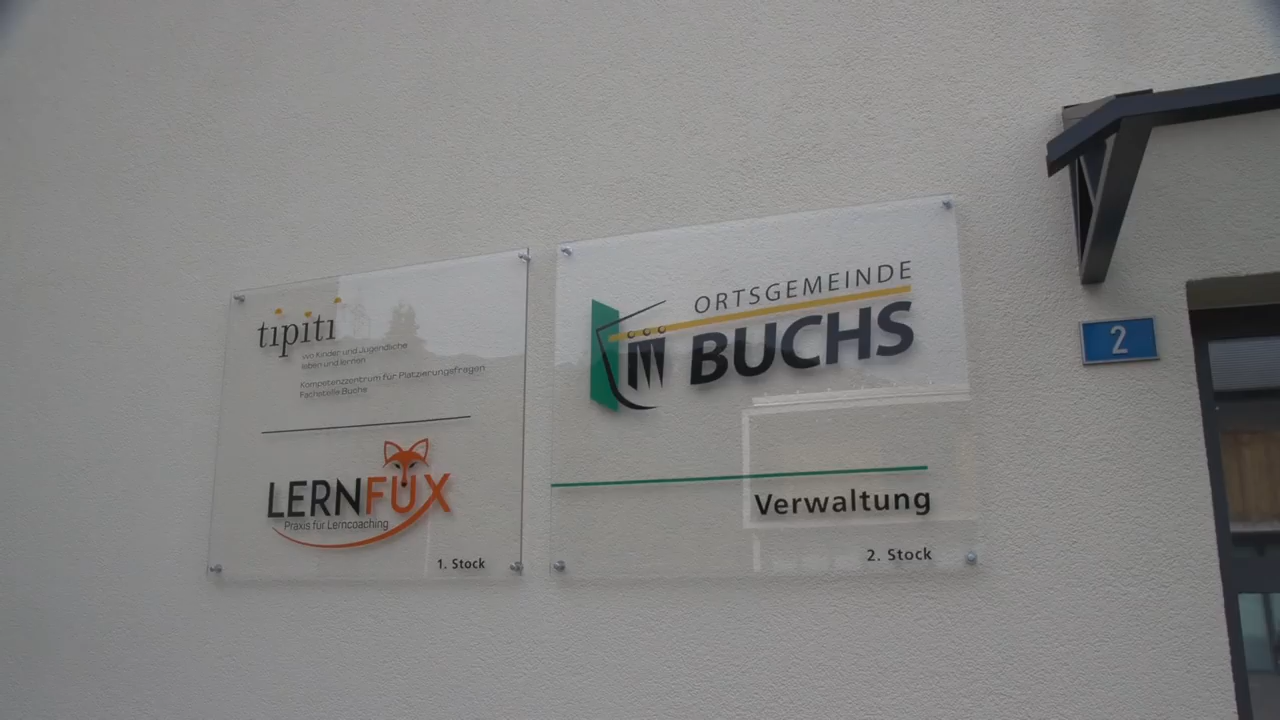 tipiti
wo Kinder und Jugendliche
leben und lernen
Kompetenzzentrum für Platzierungsfragen
Fachstelle Buchs
LERNFUX
Praxis für Lerncoaching
1. Stock
ORTSGEMEINDE
BUCHS
Verwaltung
2. Stock
2